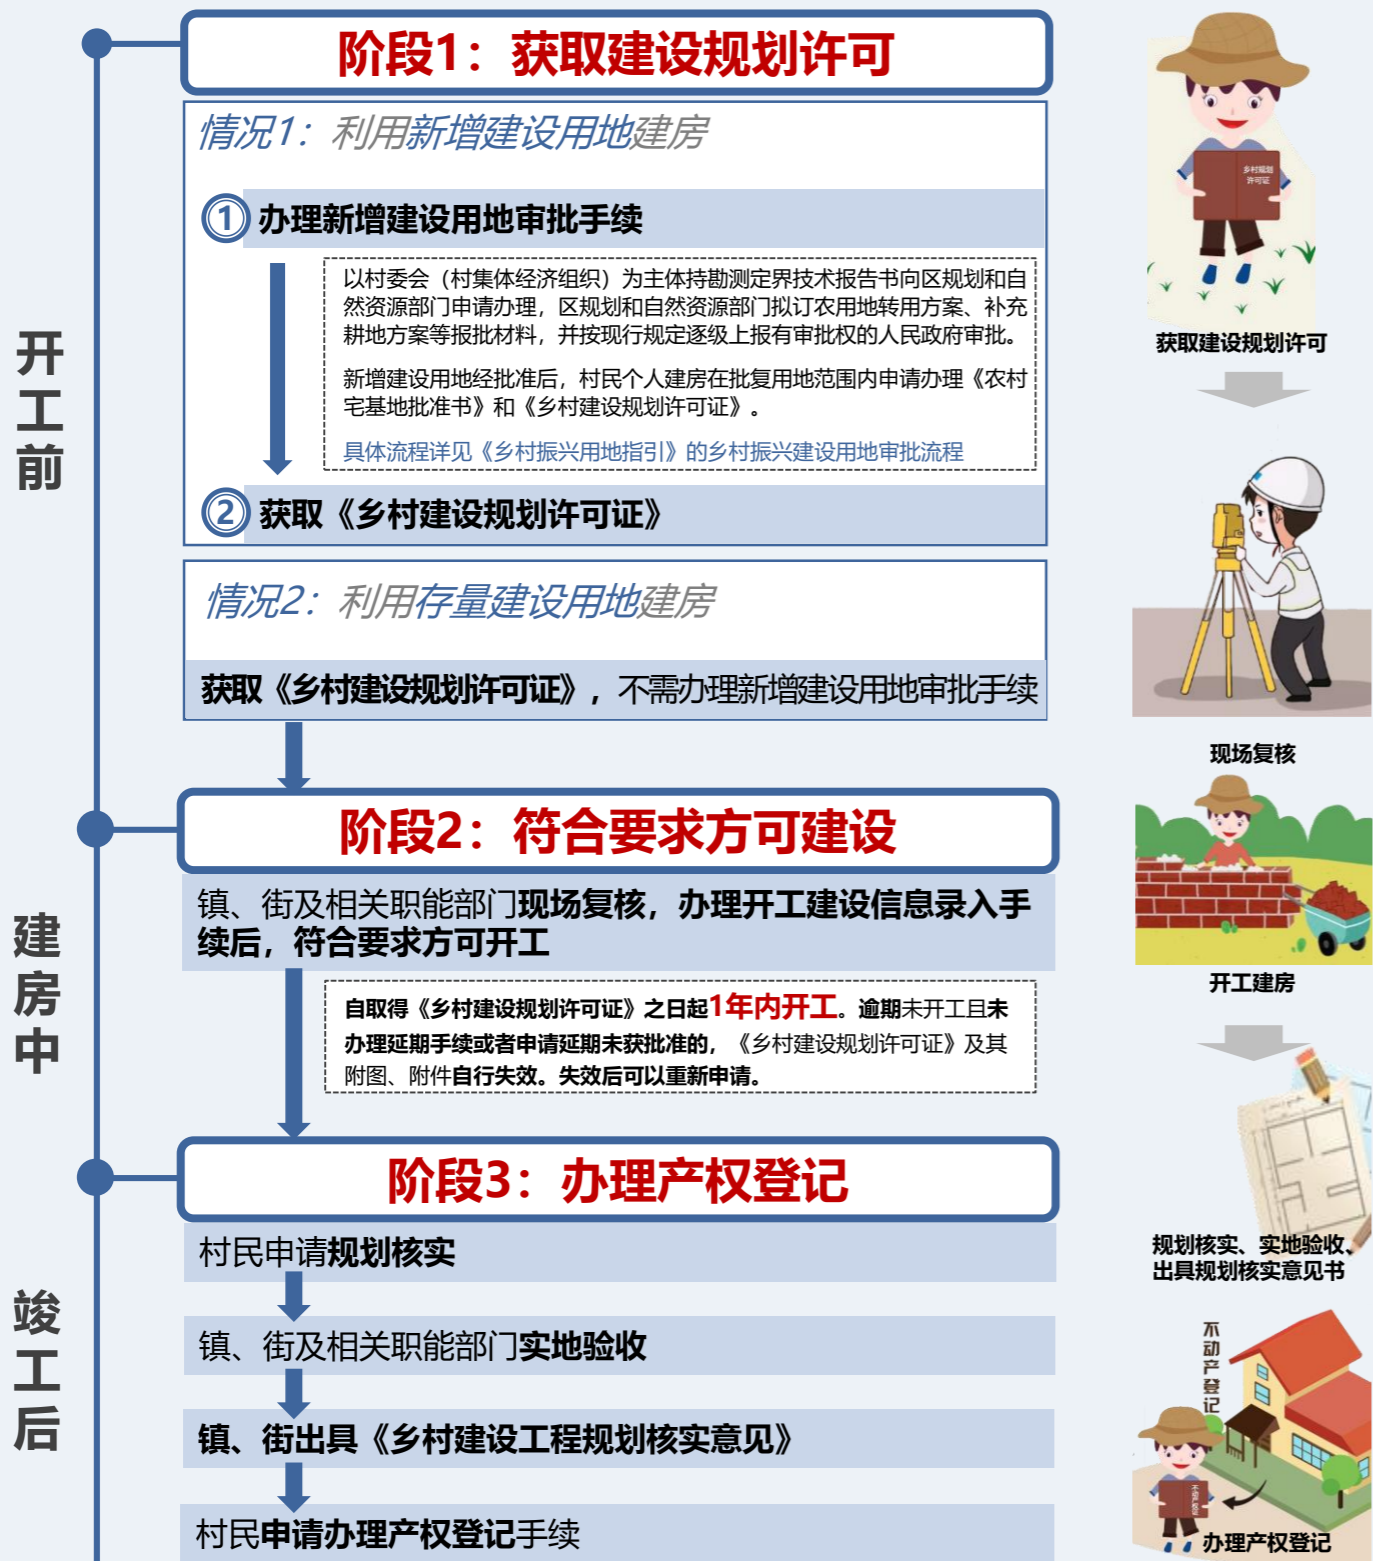 阶段1：获取建设规划许可
情况1：利用新增建设用地建房
① 办理新增建设用地审批手续
以村委会（村集体经济组织）为主体持勘测定界技术报告书向区规划和自
然资源部门申请办理，区规划和自然资源部门拟订农用地转用方案、补充
耕地方案等报批材料，并按现行规定逐级上报有审批权的人民政府审批。
新增建设用地经批准后，村民个人建房在批复用地范围内申请办理《农村
宅基地批准书》和《乡村建设规划许可证》。
具体流程详见《乡村振兴用地指引》的乡村振兴建设用地审批流程
② 获取《乡村建设规划许可证》
情况2：利用存量建设用地建房
获取《乡村建设规划许可证》，不需办理新增建设用地审批手续
开工前
阶段2：符合要求方可建设
镇、街及相关职能部门现场复核，办理开工建设信息录入手
续后，符合要求方可开工
自取得《乡村建设规划许可证》之日起1年内开工。逾期未开工且未
办理延期手续或者申请延期未获批准的，《乡村建设规划许可证》及其
附图、附件自行失效。失效后可以重新申请。
建房中
阶段3：办理产权登记
村民申请规划核实
镇、街及相关职能部门实地验收
镇、街出具《乡村建设工程规划核实意见》
村民申请办理产权登记手续
竣工后
乡村规划
许可证
获取建设规划许可
现场复核
开工建房
规划核实、实地验收、
出具规划核实意见书
不动产登记
办理产权登记